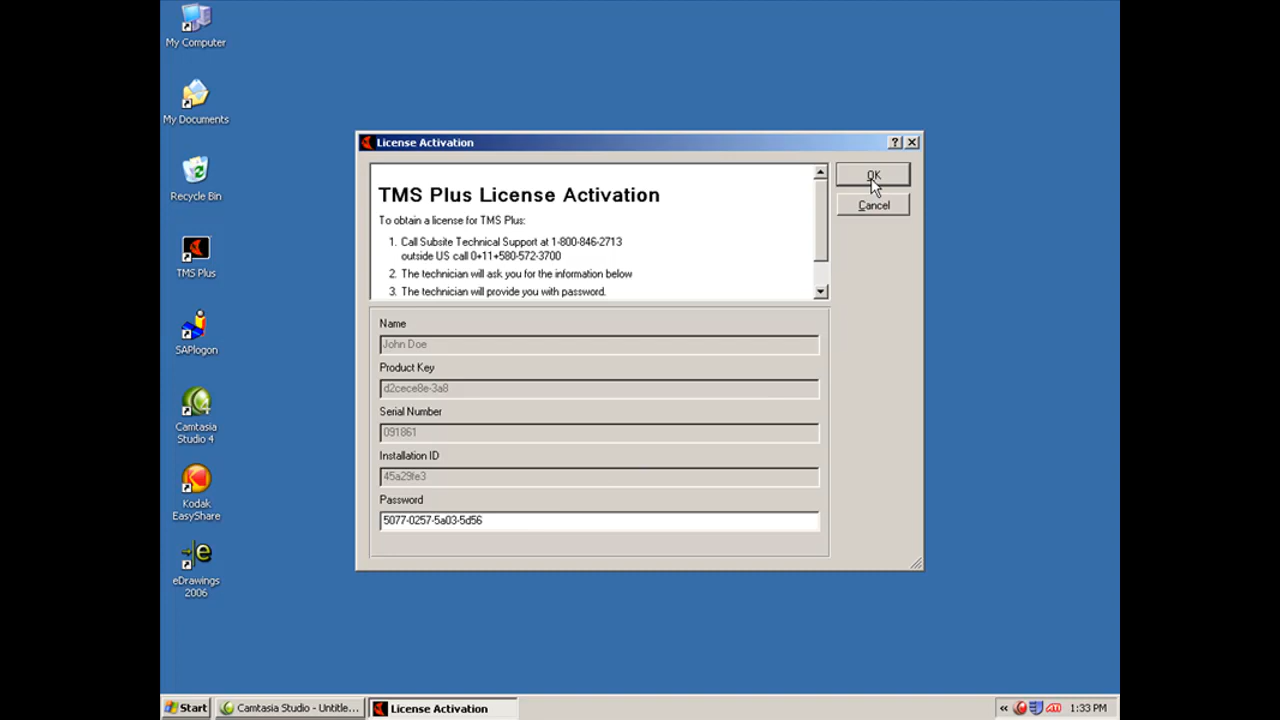 My Computer
My Documents
Recycle Bin
TMS Plus
SAPlogon
Camtasia
Studio 4
Kodak
EasyShare
eDrawings
2006
License Activation
TMS Plus License Activation
To obtain a license for TMS Plus:
1. Call Subsite Technical Support at 1-800-846-2713
outside US call 0+11+580-572-3700
2. The technician will ask you for the information below
3. The technician will provide you with password.
OK
Cancel
Name
John Doe
Product Key
d2cece8e-3a8
Serial Number
091861
Installation ID
45a29fe3
Password
5077-0257-5a03-5d56
Start
Camtasia Studio - Untitle...
License Activation
1:33 PM